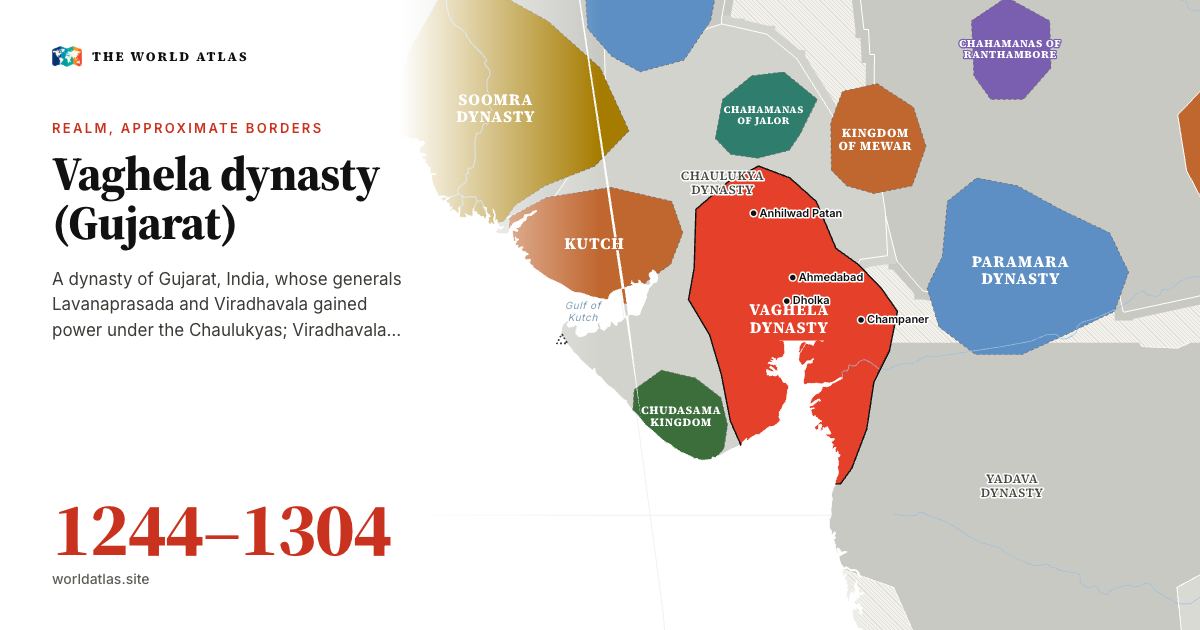 THE WORLD ATLAS
REALM, APPROXIMATE BORDERS
Vaghela dynasty
(Gujarat)
A dynasty of Gujarat, India, whose generals
Lavanaprasada and Viradhavala gained
power under the Chaulukyas; Viradhavala...
1244–1304
worldatlas.site
SOOMRA
DYNASTY
CHAHAMANAS OF
RANTHAMBORE
CHAHAMANAS
OF JALOR
KINGDOM
OF MEWAR
CHAULUKYA
DYNASTY
Anhilwad Patan
KUTCH
PARAMARA
DYNASTY
Ahmedabad
Dholka
Gulf of
Kutch
VAGHELA
DYNASTY
Champaner
CHUDASAMA
KINGDOM
YADAVA
DYNASTY